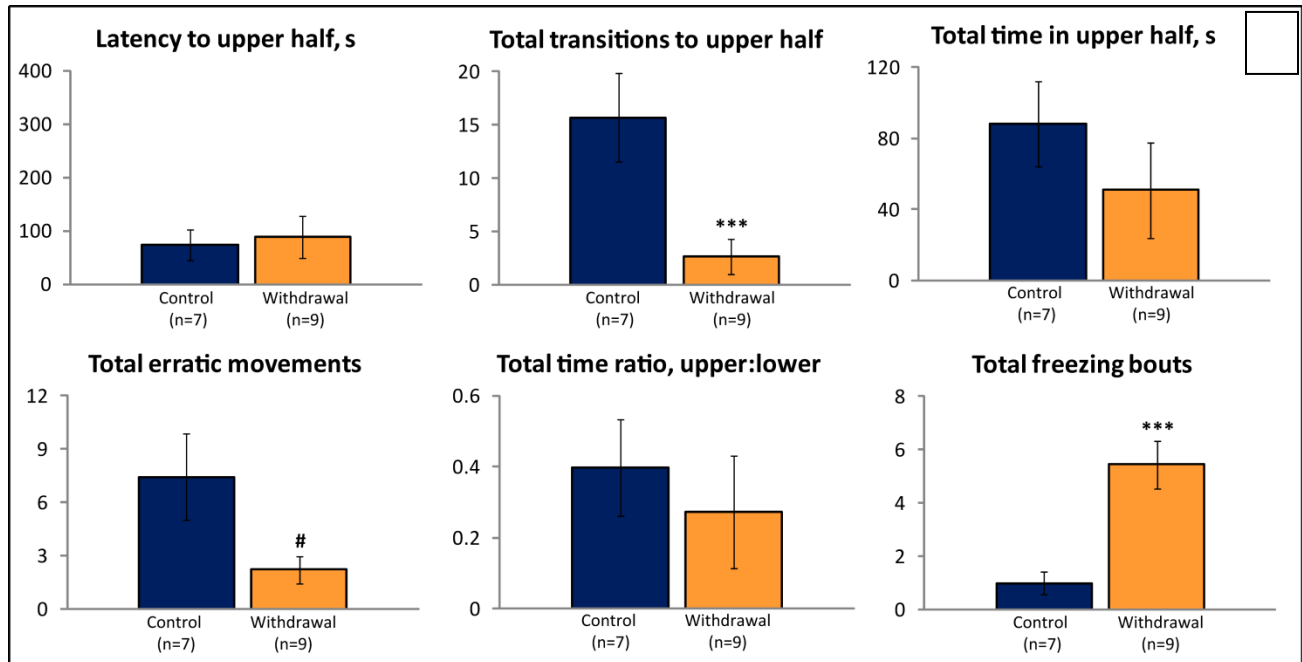 Latency to upper half, s
400
300
200
100
0
Control
(n=7)
Withdrawal
(n=9)
Total transitions to upper half
20
15
10
5
0
***
Control
(n=7)
Withdrawal
(n=9)
Total time in upper half, s
120
80
40
0
Control
(n=7)
Withdrawal
(n=9)
Total erratic movements
12
9
6
3
0
#
Control
(n=7)
Withdrawal
(n=9)
Total time ratio, upper:lower
0.6
0.4
0.2
0
Control
(n=7)
Withdrawal
(n=9)
Total freezing bouts
8
6
4
2
0
***
Control
(n=7)
Withdrawal
(n=9)